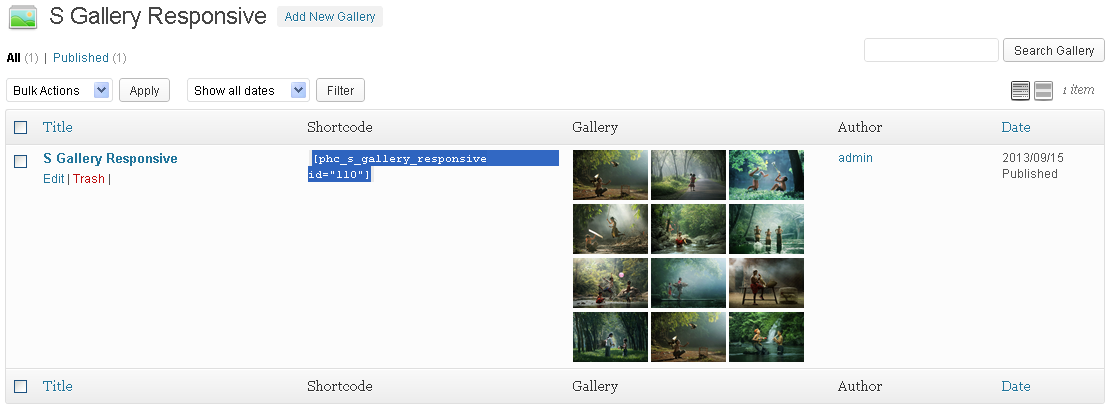 S Gallery Responsive Add New Gallery
All (1) | Published (1)
Search Gallery
Bulk Actions Apply Show all dates Filter
1 item
Title Shortcode Gallery Author Date
S Gallery Responsive [phc_s_gallery_responsive admin 2013/09/15
id="110"] Published
Edit | Trash |
Title Shortcode Gallery Author Date